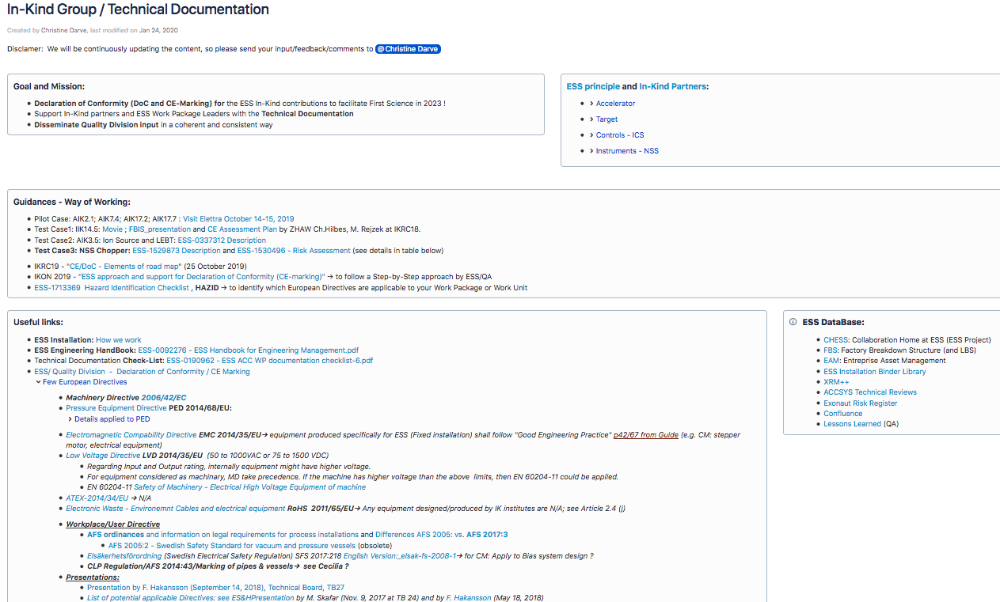 In-Kind Group / Technical Documentation
Created by Christine Darve, last modified on Jan 24, 2020
Disclamer: We will be continuously updating the content, so please send your input/feedback/comments to @Christine Darve
Goal and Mission:
Declaration of Conformity (DoC and CE-Marking) for the ESS In-Kind contributions to facilitate First Science in 2023 !
Support In-Kind partners and ESS Work Package Leaders with the Technical Documentation
Disseminate Quality Division input in a coherent and consistent way
ESS principle and In-Kind Partners:
Accelerator
Target
Controls - ICS
Instruments - NSS
Guidances - Way of Working:
Pilot Case: AIK2.1; AIK7.4; AIK17.2; AIK17.7 : Visit Elettra October 14-15, 2019
Test Case1: IIK14.5: Movie ; FBIS_presentation and CE Assessment Plan by ZHAW Ch.Hilbes, M. Rejzek at IKRC18.
Test Case2: AIK3.5: Ion Source and LEBT: ESS-0337312 Description
Test Case3: NSS Chopper: ESS-1529873 Description and ESS-1530496 - Risk Assessment (see details in table below)
IKRC19 - "CE/DoC - Elements of road map" (25 October 2019)
IKON 2019 - "ESS approach and support for Declaration of Conformity (CE-marking)" → to follow a Step-by-Step approach by ESS/QA
ESS-1713369 Hazard Identification Checklist , HAZID → to identify which European Directives are applicable to your Work Package or Work Unit
Useful links:
ESS Installation: How we work
ESS Engineering HandBook: ESS-0092276 - ESS Handbook for Engineering Management.pdf
Technical Documentation Check-List: ESS-0190962 - ESS ACC WP documentation checklist-6.pdf
ESS/ Quality Division - Declaration of Conformity / CE Marking
Few European Directives
Machinery Directive 2006/42/EC
Pressure Equipment Directive PED 2014/68/EU:
Details applied to PED
Electromagnetic Compability Directive EMC 2014/35/EU→ equipment produced specifically for ESS (Fixed installation) shall follow "Good Engineering Practice" p42/67 from Guide (e.g. CM: stepper
motor, electrical equipment)
Low Voltage Directive LVD 2014/35/EU (50 to 1000VAC or 75 to 1500 VDC)
Regarding Input and Output rating, internally equipment might have higher voltage.
For equipment considered as machinary, MD take precedence. If the machine has higher voltage than the above limits, then EN 60204-11 could be applied.
EN 60204-11 Safety of Machinery - Electrical High Voltage Equipment of machine
ATEX-2014/34/EU → N/A
Electronic Waste - Environemnt Cables and electrical equipment RoHS 2011/65/EU→ Any equipment designed/produced by IK institutes are N/A; see Article 2.4 (j)
Workplace/User Directive
AFS ordinances and information on legal requirements for process installations and Differences AFS 2005: vs. AFS 2017:3
AFS 2005:2 - Swedish Safety Standard for vacuum and pressure vessels (obsolete)
Elsäkerhetsförordning (Swedish Electrical Safety Regulation) SFS 2017:218 English Version:_elsak-fs-2008-1→ for CM: Apply to Bias system design ?
CLP Regulation/AFS 2014:43/Marking of pipes & vessels→ see Cecilia ?
Presentations:
Presentation by F. Hakansson (September 14, 2018), Technical Board, TB27
List of potential applicable Directives: see ES&HPresentation by M. Skafar (Nov. 9, 2017 at TB 24) and by F. Hakansson (May 18, 2018)
ESS DataBase:
CHESS: Collaboration Home at ESS (ESS Project)
FBS: Factory Breakdown Structure (and LBS)
EAM: Entreprise Asset Management
ESS Installation Binder Library
XRM++
ACCSYS Technical Reviews
Exonaut Risk Register
Confluence
Lessons Learned (QA)